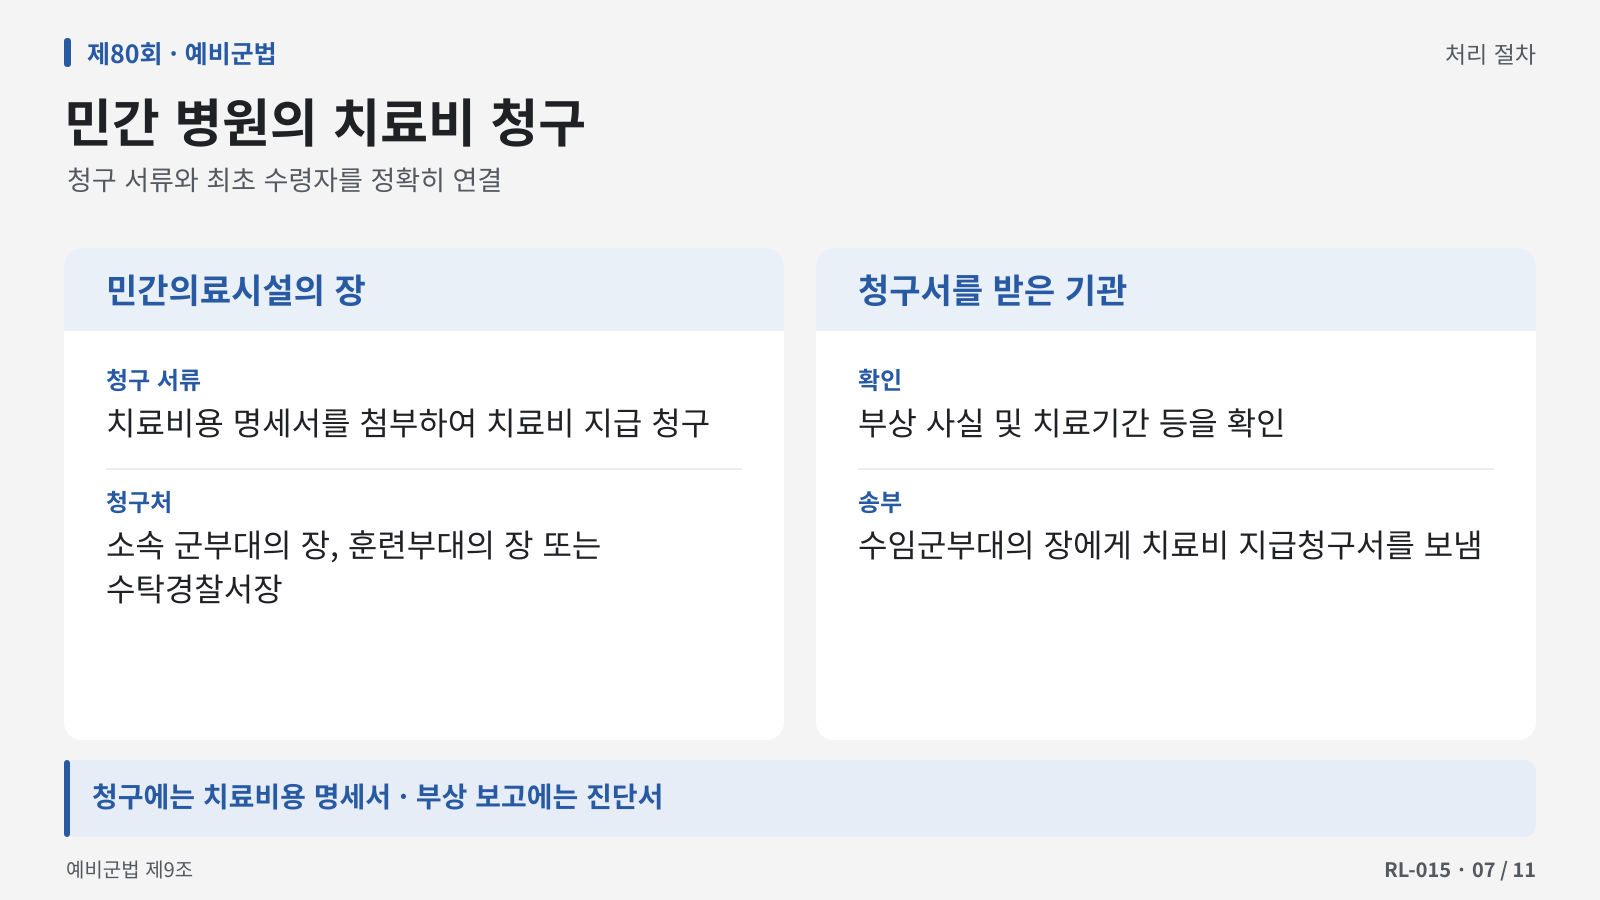 제80회 · 예비군법
처리 절차
민간 병원의 치료비 청구
청구 서류와 최초 수령자를 정확히 연결
민간의료시설의 장
청구 서류
치료비용 명세서를 첨부하여 치료비 지급 청구
청구처
소속 군부대의 장, 훈련부대의 장 또는
수탁경찰서장
청구서를 받은 기관
확인
부상 사실 및 치료기간 등을 확인
송부
수임군부대의 장에게 치료비 지급청구서를 보냄
청구에는 치료비용 명세서 · 부상 보고에는 진단서
예비군법 제9조
RL-015 · 07 / 11